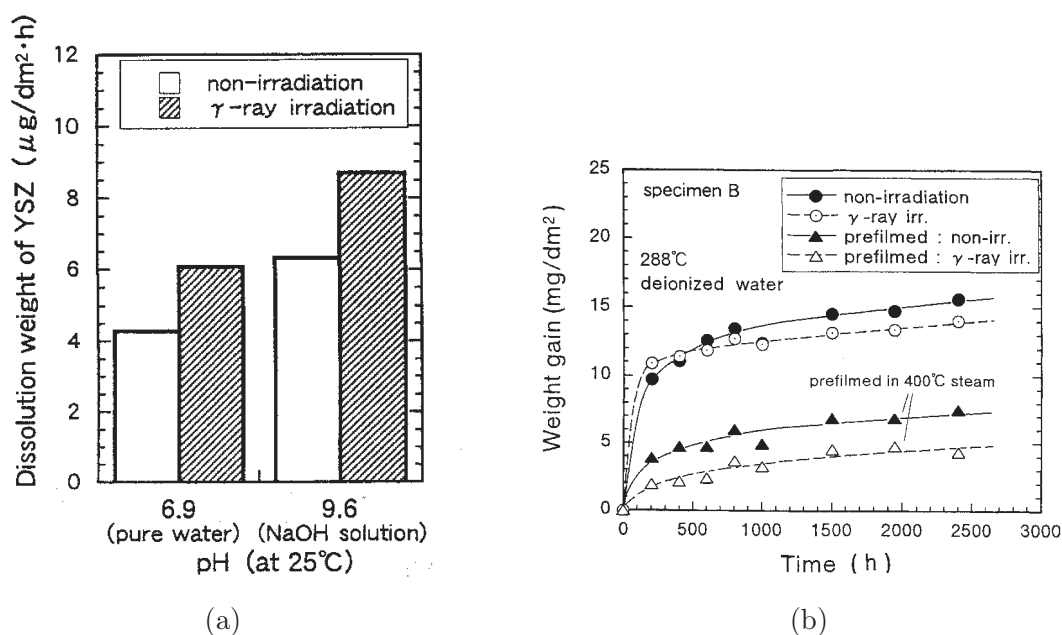 Dissolution weight of YSZ (μg/dm²·h)
12
10
8
6
4
2
0
non-irradiation
γ-ray irradiation
6.9
9.6
(pure water)
(NaOH solution)
pH (at 25℃)
(a)
Weight gain (mg/dm²)
25
20
15
10
5
0
specimen B
non-irradiation
γ-ray irr.
prefilmed : non-irr.
prefilmed : γ-ray irr.
288℃
deionized water
prefilmed in 400℃ steam
0
500
1000
1500
2000
2500
3000
Time (h)
(b)